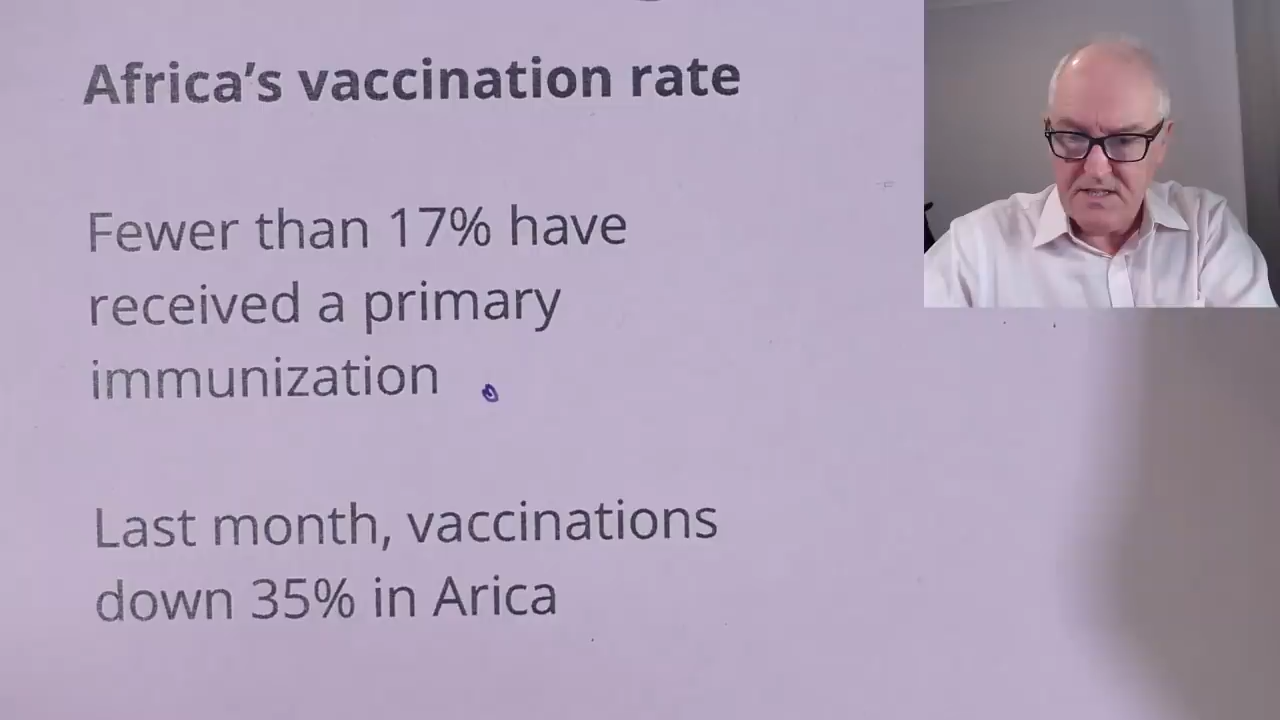 Africa’s vaccination rate
Fewer than 17% have
received a primary
immunization
Last month, vaccinations
down 35% in Arica